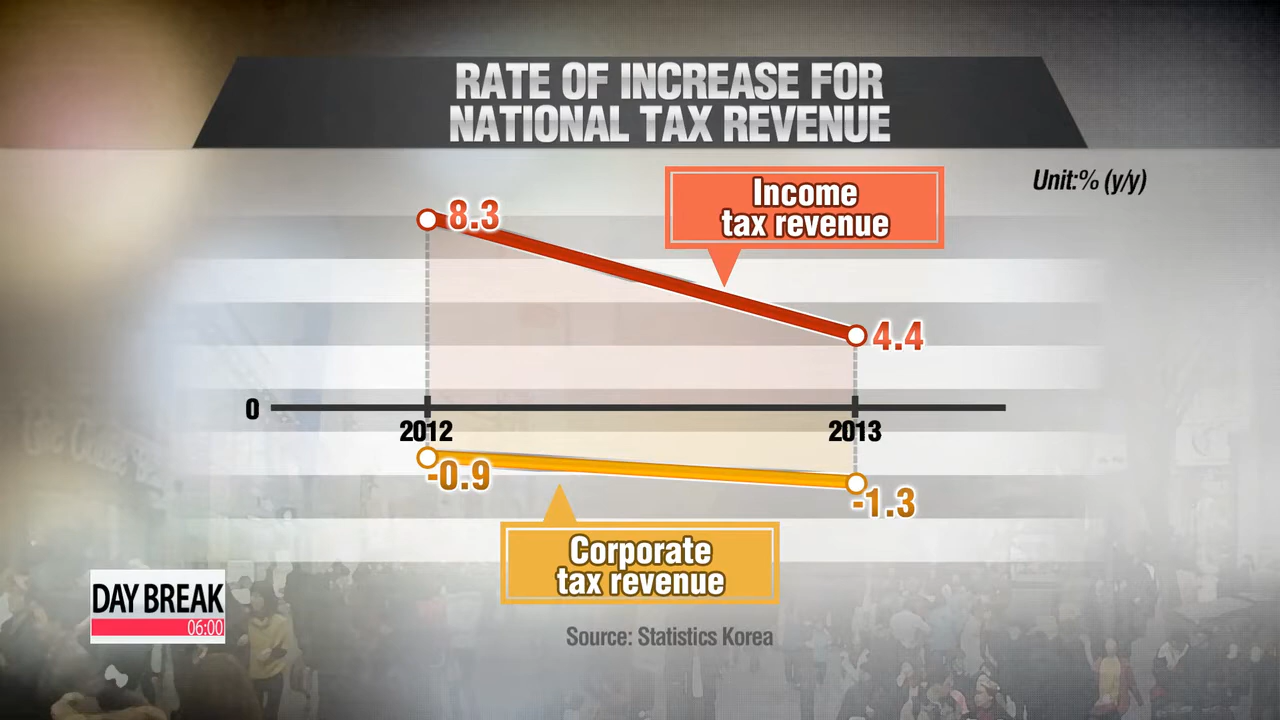 RATE OF INCREASE FOR
NATIONAL TAX REVENUE
Unit:% (y/y)
Income
tax revenue
8.3
4.4
0
2012
2013
-0.9
-1.3
Corporate
tax revenue
DAY BREAK
06:00
Source: Statistics Korea